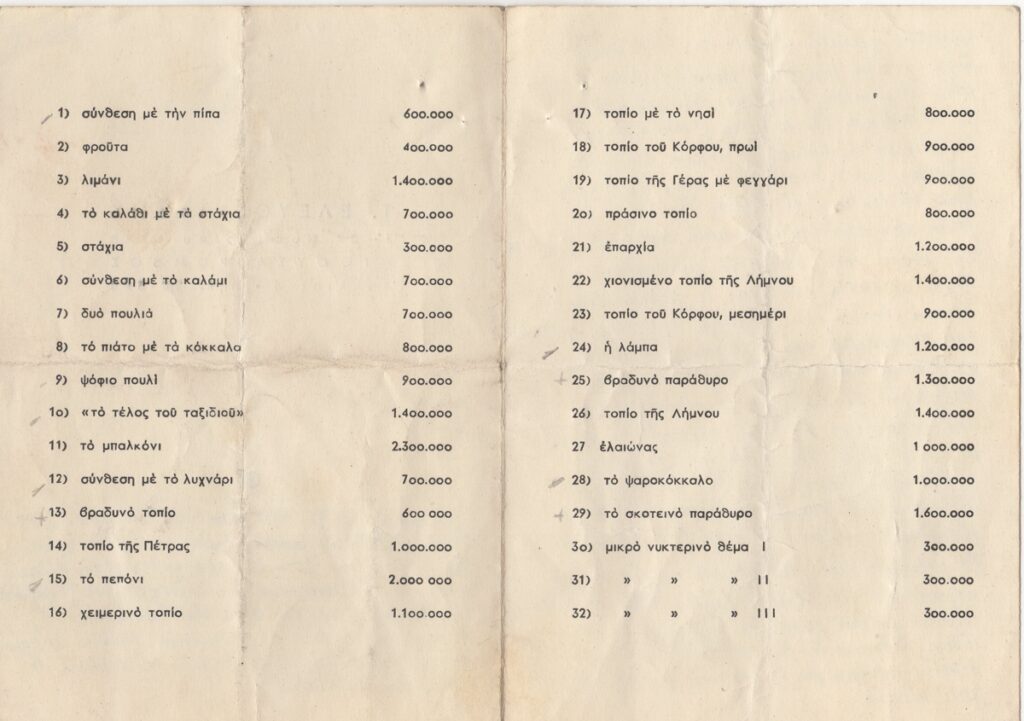 1) σύνθεση μὲ τὴν πίπα 600.000
2) φροῦτα 400.000
3) λιμάνι 1.400.000
4) τὸ καλάθι μὲ τὰ στάχια 700.000
5) στάχια 300.000
6) σύνθεση μὲ τὸ καλάμι 700.000
7) δυὸ πουλιά 700.000
8) τό πιάτο μὲ τὰ κόκκαλα 800.000
9) ψόφιο πουλὶ 900.000
10) «τὸ τέλος τοῦ ταξιδιοῦ» 1.400.000
11) τὸ μπαλκόνι 2.300.000
12) σύνθεση μὲ τὸ λυχνάρι 700.000
13) βραδυνὸ τοπίο 600 000
14) τοπίο τῆς Πέτρας 1.000.000
15) τὸ πεπόνι 2.000 000
16) χειμερινὸ τοπίο 1.100.000
17) τοπίο μὲ τὸ νησὶ 800.000
18) τοπίο τοῦ Κόρφου, πρωὶ 900.000
19) τοπίο τῆς Γέρας μὲ φεγγάρι 900.000
20) πράσινο τοπίο 800.000
21) ἐπαρχία 1.200.000
22) χιονισμένο τοπίο τῆς Λήμνου 1.400.000
23) τοπίο τοῦ Κόρφου, μεσημέρι 900.000
24) ἡ λάμπα 1.200.000
25) βραδυνὸ παράθυρο 1.300.000
26) τοπίο τῆς Λήμνου 1.400.000
27 ἐλαιώνας 1 000.000
28) τὸ ψαροκόκκαλο 1.000.000
29) τὸ σκοτεινὸ παράθυρο 1.600.000
30) μικρὸ νυκτερινὸ θέμα I 300.000
31) » » » II 300.000
32) » » » III 300.000